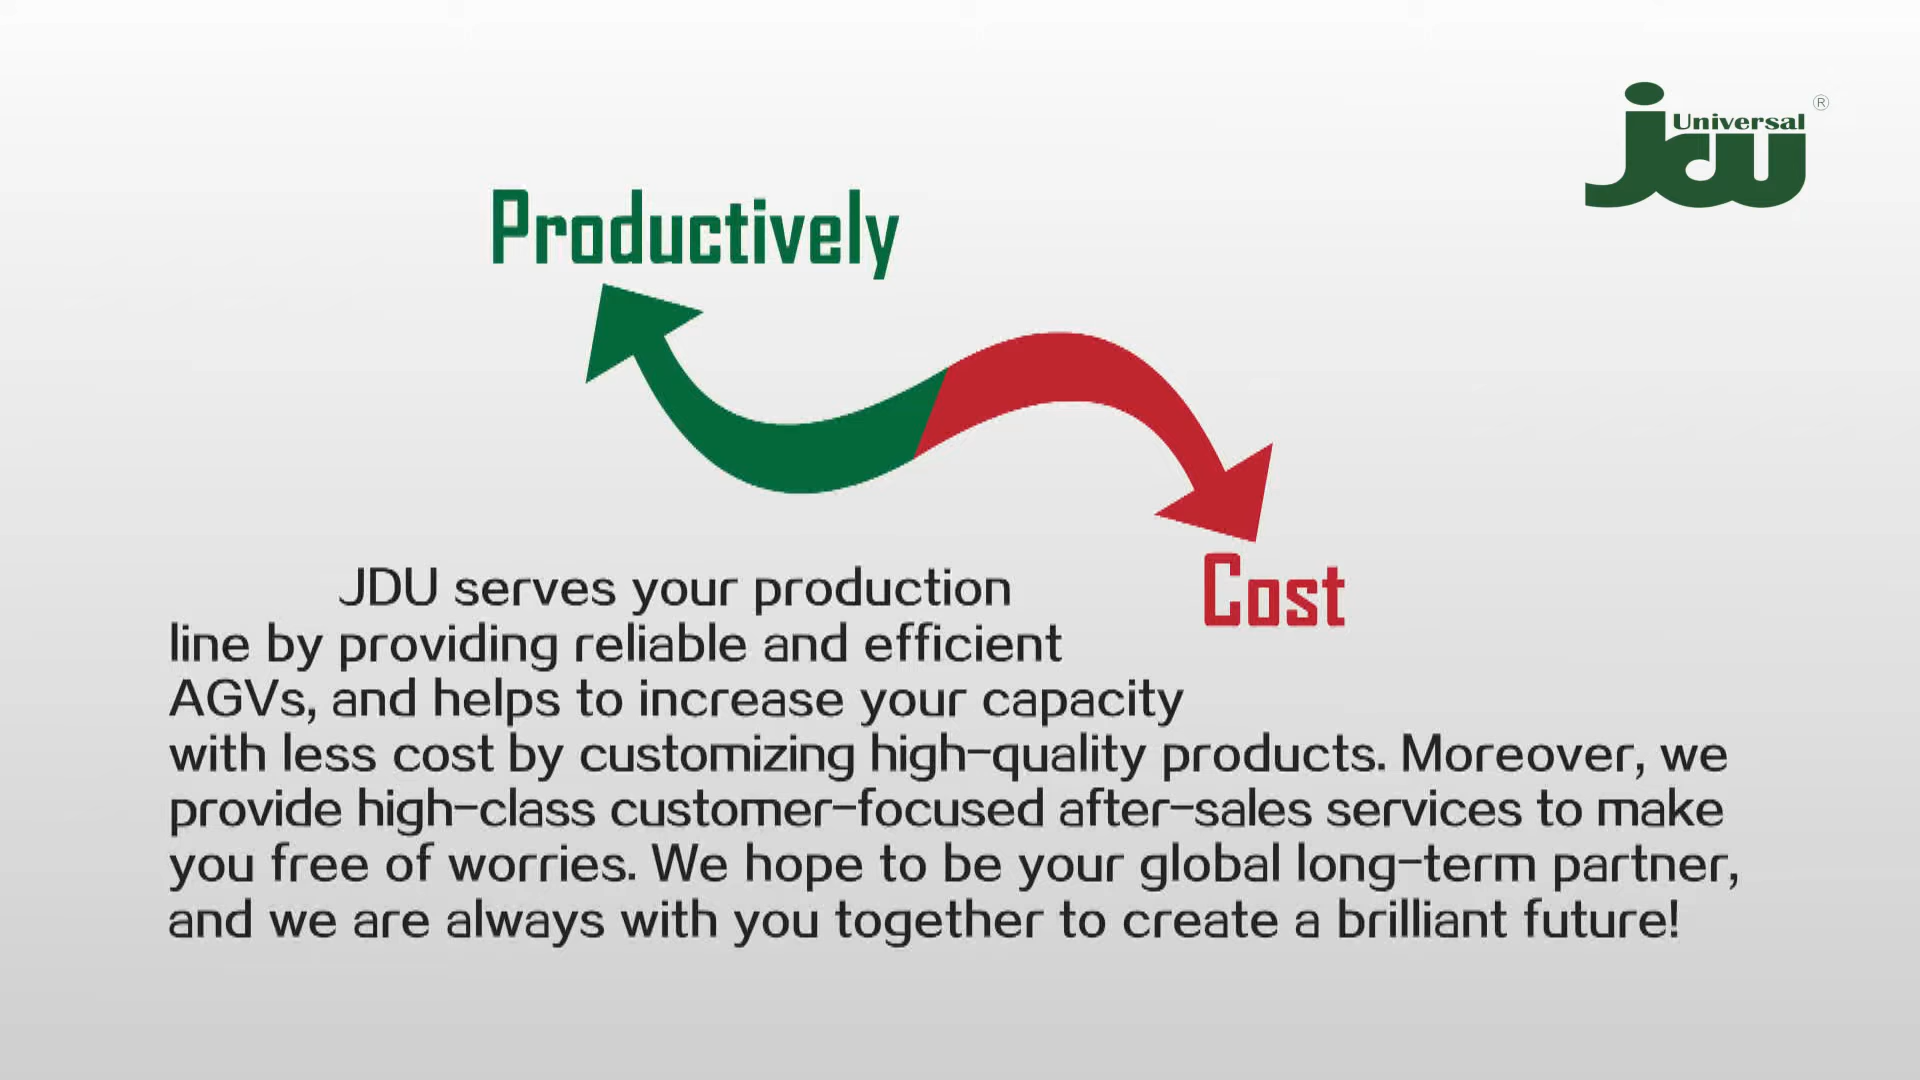 Universal
jdu
®
Productively
Cost
JDU serves your production
line by providing reliable and efficient
AGVs, and helps to increase your capacity
with less cost by customizing high-quality products. Moreover, we
provide high-class customer-focused after-sales services to make
you free of worries. We hope to be your global long-term partner,
and we are always with you together to create a brilliant future!